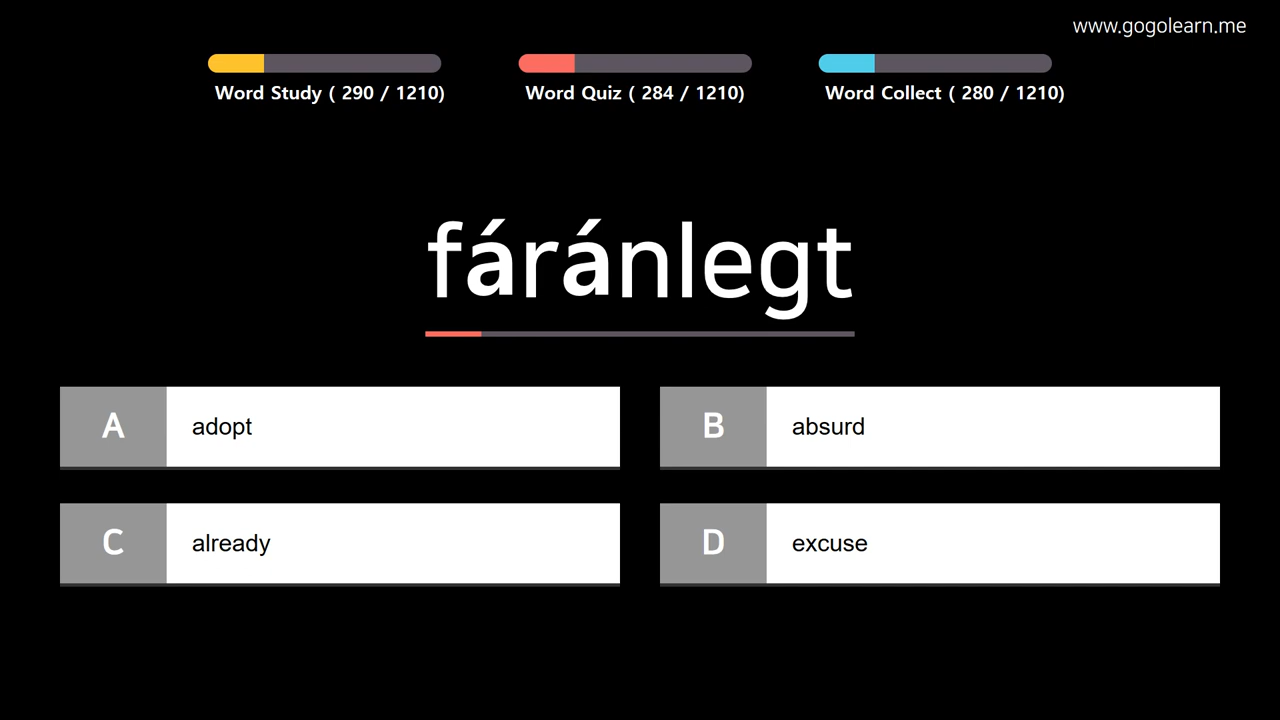 www.gogolearn.me
Word Study ( 290 / 1210)
Word Quiz ( 284 / 1210)
Word Collect ( 280 / 1210)
fáránlegt
A adopt
B absurd
C already
D excuse